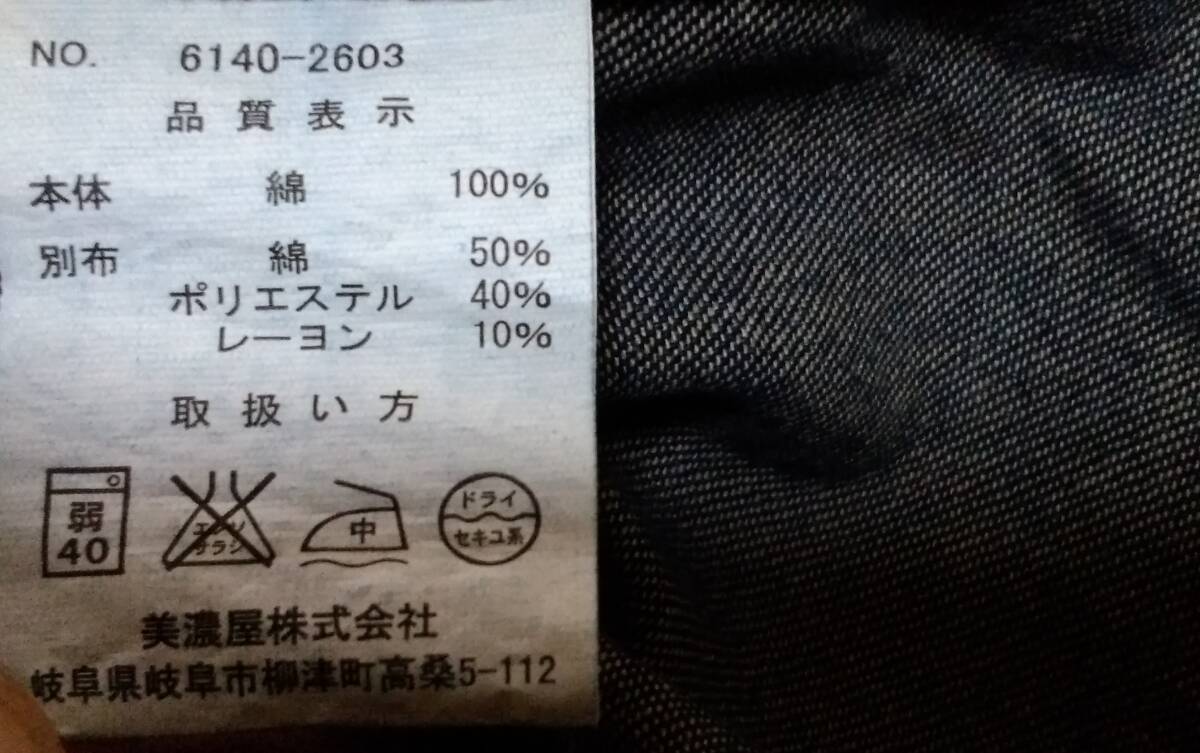 NO. 6140-2603
品質表示
本体 綿 100%
別布 綿 50%
ポリエステル 40%
レーヨン 10%
取扱い方
弱 40
エンソ サラシ
中
ドライ セキユ系
美濃屋株式会社
岐阜県岐阜市柳津町高桑5-112